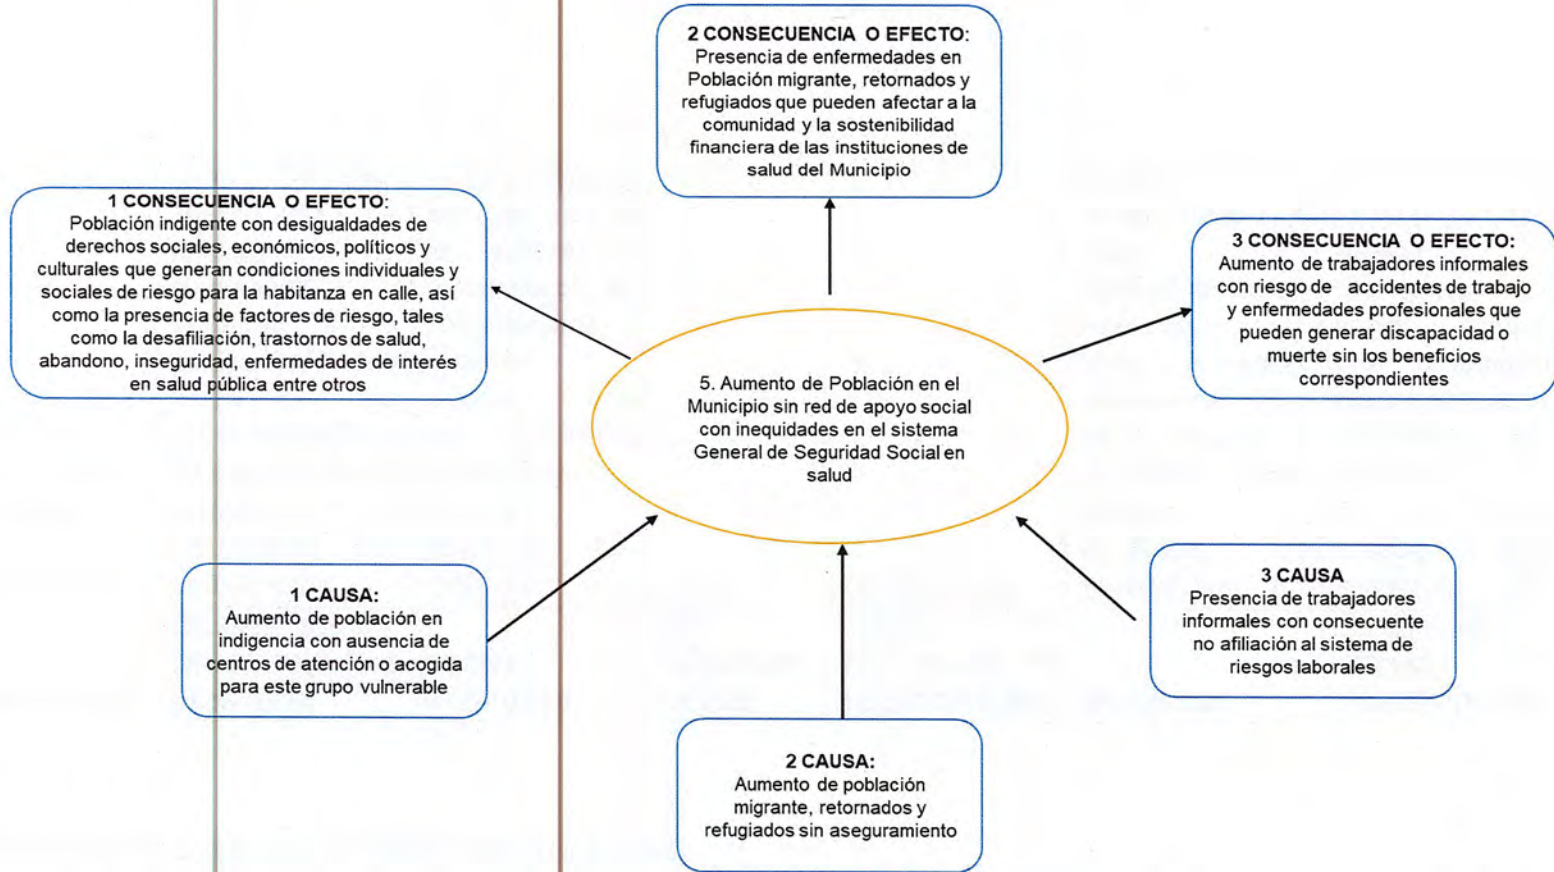 2 CONSECUENCIA O EFECTO:
Presencia de enfermedades en
Población migrante, retornados y
refugiados que pueden afectar a la
comunidad y la sostenibilidad
financiera de las instituciones de
salud del Municipio
1 CONSECUENCIA O EFECTO:
Población indigente con desigualdades de
derechos sociales, económicos, políticos y
culturales que generan condiciones individuales y
sociales de riesgo para la habitanza en calle, así
como la presencia de factores de riesgo, tales
como la desafiliación, trastornos de salud,
abandono, inseguridad, enfermedades de interés
en salud pública entre otros
3 CONSECUENCIA O EFECTO:
Aumento de trabajadores informales
con riesgo de accidentes de trabajo
y enfermedades profesionales que
pueden generar discapacidad o
muerte sin los beneficios
correspondientes
5. Aumento de Población en el
Municipio sin red de apoyo social
con inequidades en el sistema
General de Seguridad Social en
salud
1 CAUSA:
Aumento de población en
indigencia con ausencia de
centros de atención o acogida
para este grupo vulnerable
3 CAUSA
Presencia de trabajadores
informales con consecuente
no afiliación al sistema de
riesgos laborales
2 CAUSA:
Aumento de población
migrante, retornados y
refugiados sin aseguramiento